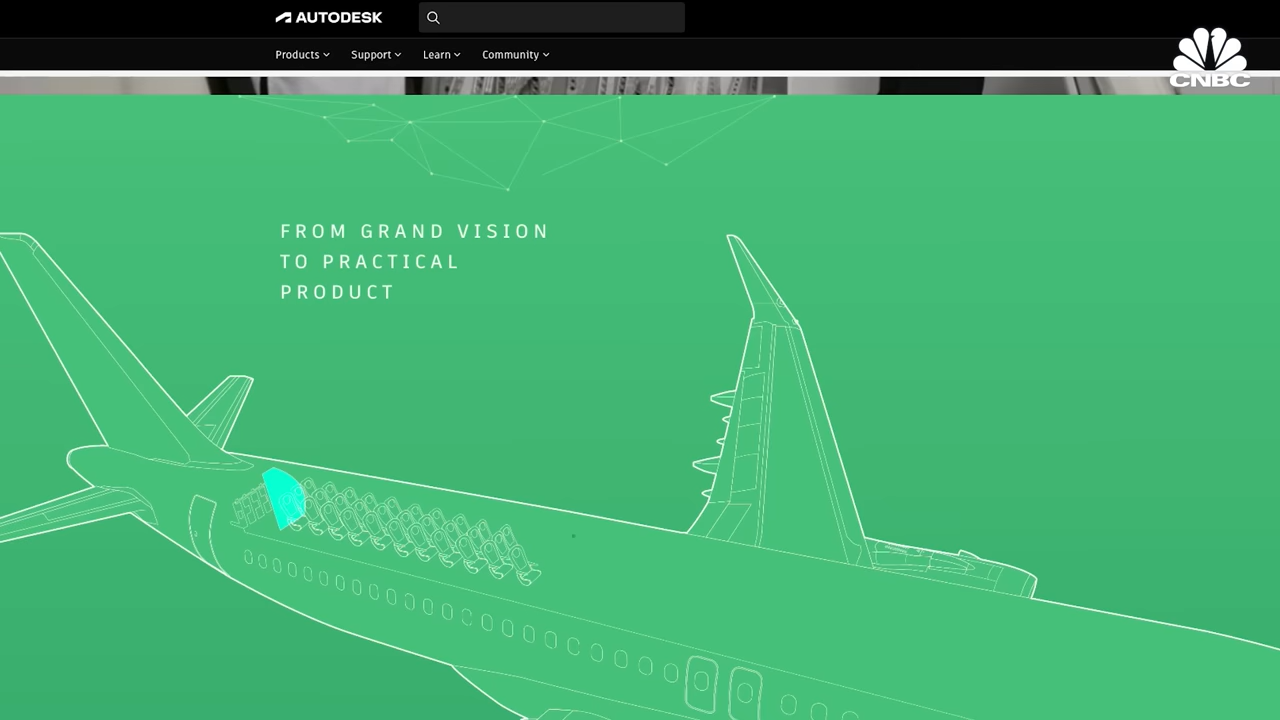 AUTODESK
Products Support Learn Community
CNBC
FROM GRAND VISION
TO PRACTICAL
PRODUCT